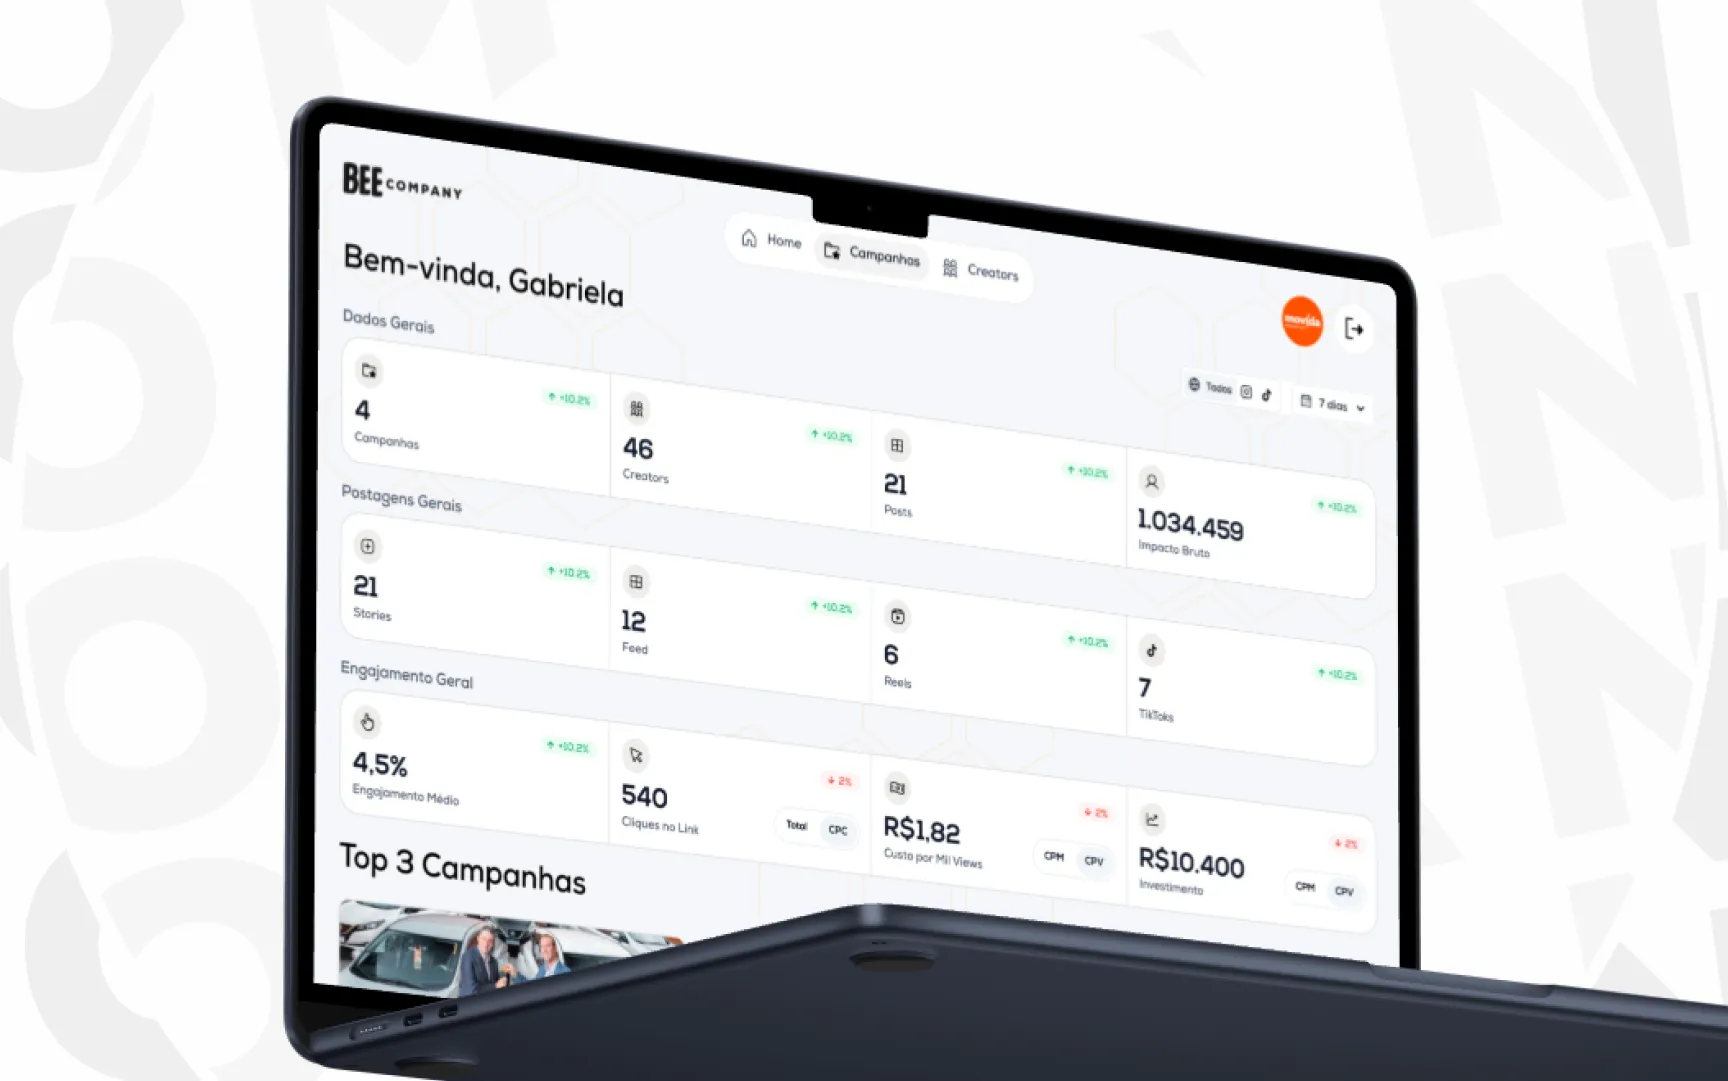 BEE COMPANY
Home
Campanhas
Creators
Bem-vinda, Gabriela
movida
Dados Gerais
Todos
7 dias
+10.2%
4
Campanhas
+10.2%
46
Creators
+10.2%
21
Posts
+10.2%
1.034.459
Impacto Bruto
Postagens Gerais
+10.2%
21
Stories
+10.2%
12
Feed
+10.2%
6
Reels
+10.2%
7
TikToks
Engajamento Geral
+10.2%
4,5%
Engajamento Médio
2%
540
Cliques no Link
Total CPC
2%
R$1,82
Custo por Mil Views
CPM CPV
2%
R$10.400
Investimento
CPM CPV
Top 3 Campanhas